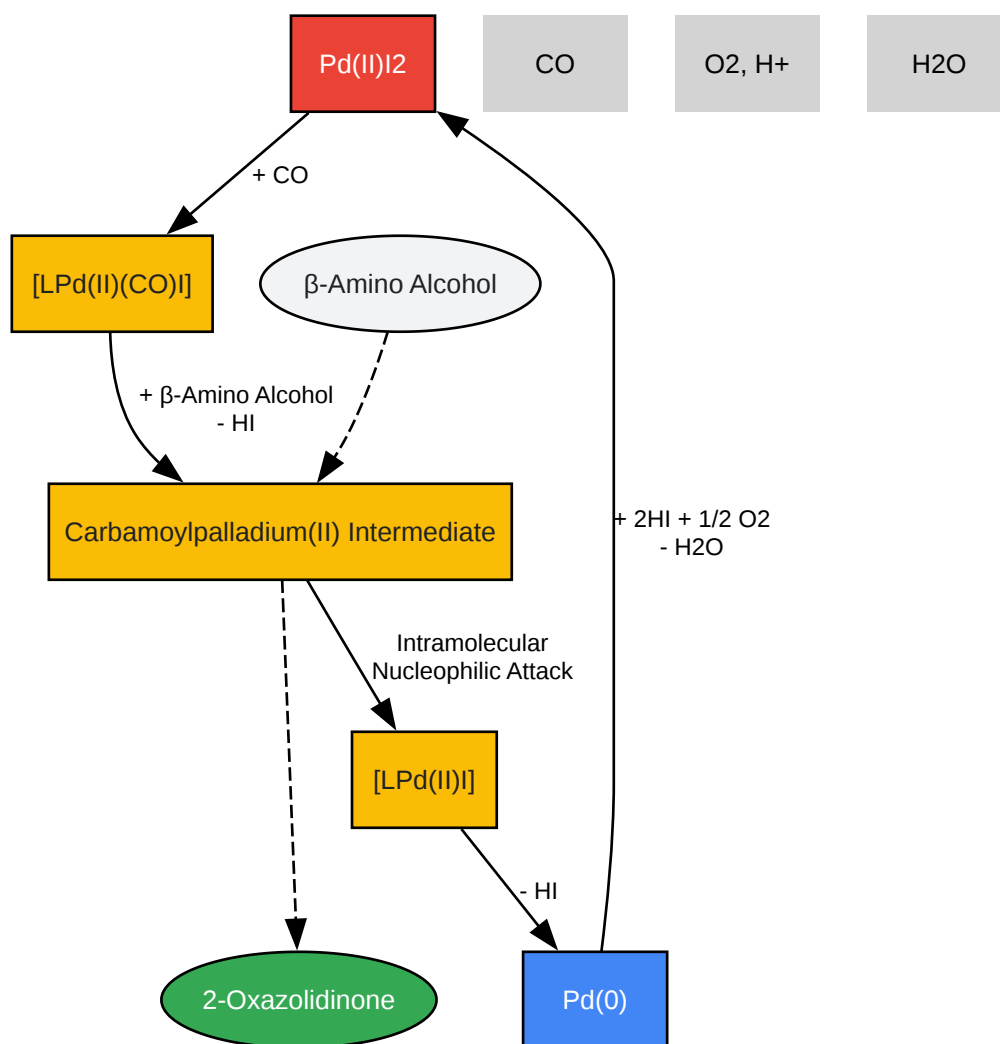 Pd(II)I2
CO
O2, H+
H2O
+ CO
[LPd(II)(CO)I]
β-Amino Alcohol
+ β-Amino Alcohol
- HI
Carbamoylpalladium(II) Intermediate
+ 2HI + 1/2 O2
- H2O
Intramolecular
Nucleophilic Attack
[LPd(II)I]
- HI
2-Oxazolidinone
Pd(0)